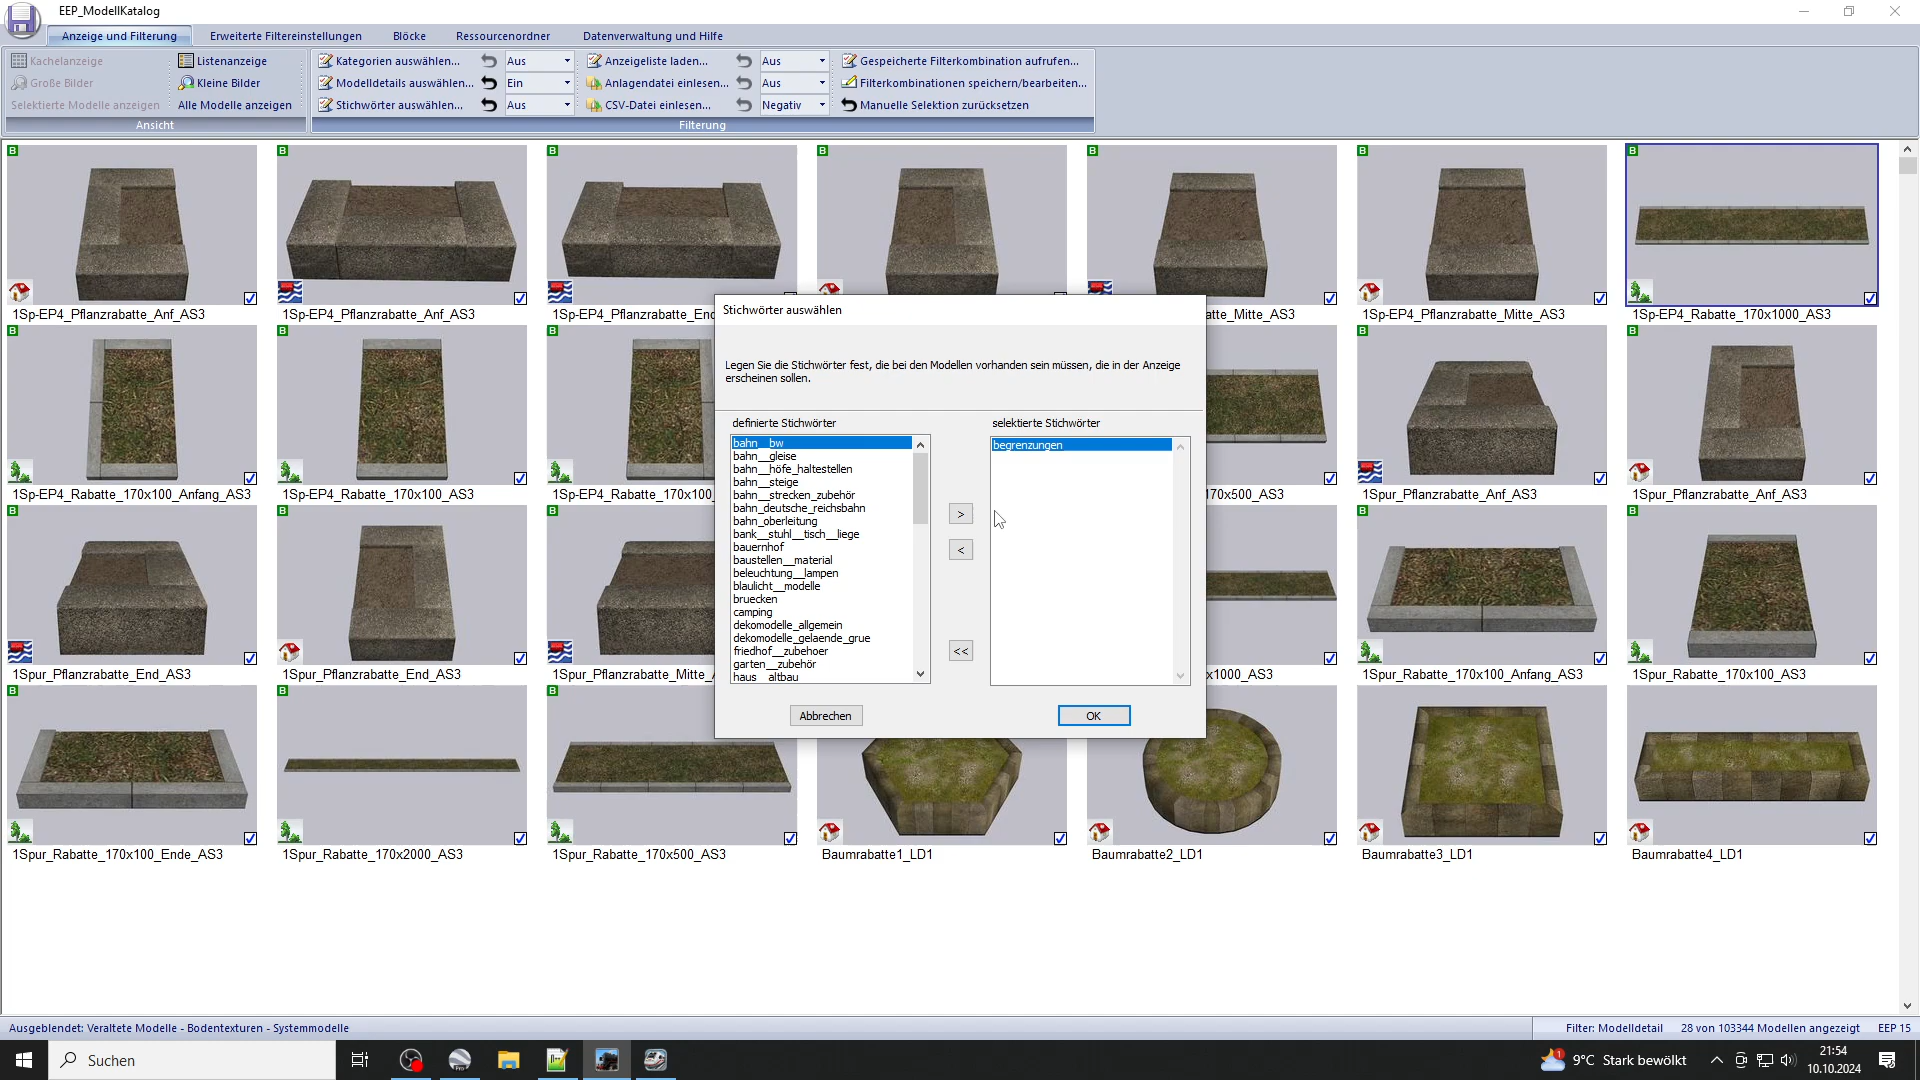 EEP_ModellKatalog
Anzeige und Filterung
Erweiterte Filtereinstellungen
Blöcke
Ressourcenordner
Datenverwaltung und Hilfe
Kachelanzeige
Listenanzeige
Kategorien auswählen...
Aus
Anzeigeliste laden...
Aus
Gespeicherte Filterkombination aufrufen...
Große Bilder
Kleine Bilder
Modelldetails auswählen...
Ein
Anlagendatei einlesen...
Aus
Filterkombinationen speichern/bearbeiten...
Selektierte Modelle anzeigen
Alle Modelle anzeigen
Stichwörter auswählen...
Aus
CSV-Datei einlesen...
Negativ
Manuelle Selektion zurücksetzen
Ansicht
Filterung
B
B
B
B
B
B
B
1Sp-EP4_Pflanzrabatte_Anf_AS3
1Sp-EP4_Pflanzrabatte_Anf_AS3
1Sp-EP4_Pflanzrabatte_End
atte_Mitte_AS3
1Sp-EP4_Pflanzrabatte_Mitte_AS3
1Sp-EP4_Rabatte_170x1000_AS3
B
B
B
B
B
1Sp-EP4_Rabatte_170x100_Anfang_AS3
1Sp-EP4_Rabatte_170x100_AS3
1Sp-EP4_Rabatte_170x100_
170x500_AS3
1Spur_Pflanzrabatte_Anf_AS3
1Spur_Pflanzrabatte_Anf_AS3
B
B
B
B
B
1Spur_Pflanzrabatte_End_AS3
1Spur_Pflanzrabatte_End_AS3
1Spur_Pflanzrabatte_Mitte_
x1000_AS3
1Spur_Rabatte_170x100_Anfang_AS3
1Spur_Rabatte_170x100_AS3
B
B
B
1Spur_Rabatte_170x100_Ende_AS3
1Spur_Rabatte_170x2000_AS3
1Spur_Rabatte_170x500_AS3
Baumrabatte1_LD1
Baumrabatte2_LD1
Baumrabatte3_LD1
Baumrabatte4_LD1
Stichwörter auswählen
Legen Sie die Stichwörter fest, die bei den Modellen vorhanden sein müssen, die in der Anzeige
erscheinen sollen.
definierte Stichwörter
bahn__bw
bahn__gleise
bahn__höfe_haltestellen
bahn__steige
bahn__strecken_zubehör
bahn_deutsche_reichsbahn
bahn_oberleitung
bank__stuhl__tisch__liege
bauernhof
baustellen__material
beleuchtung__lampen
blaulicht__modelle
bruecken
camping
dekomodelle_allgemein
dekomodelle_gelaende_grue
friedhof__zubehoer
garten__zubehör
haus__altbau
selektierte Stichwörter
begrenzungen
>
<
<<
Abbrechen
OK
Ausgeblendet: Veraltete Modelle - Bodentexturen - Systemmodelle
Filter: Modelldetail
28 von 103344 Modellen angezeigt
EEP 15
Suchen
Pro
1
9°C Stark bewölkt
21:54
10.10.2024